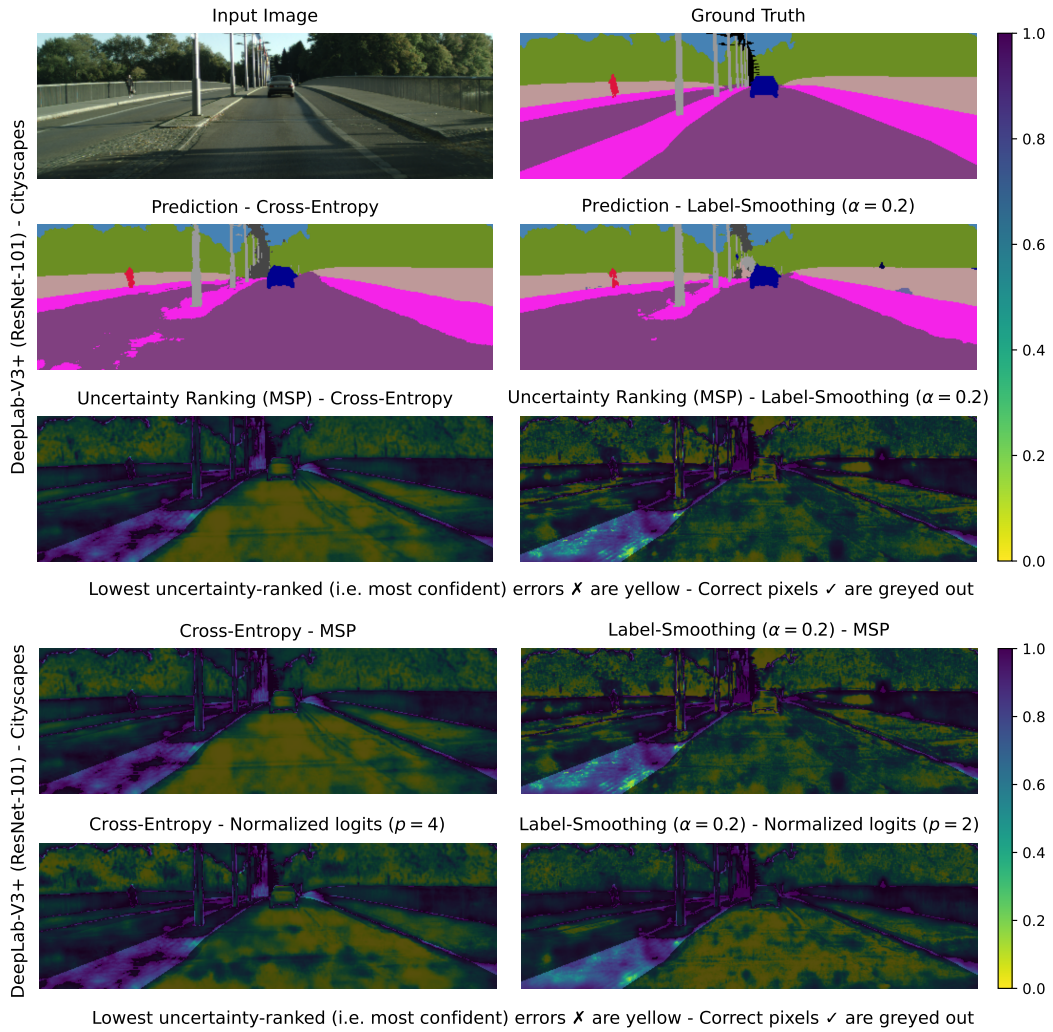 Input Image
Ground Truth
1.0
0.8
0.6
0.4
0.2
0.0
DeepLab-V3+ (ResNet-101) - Cityscapes
Prediction - Cross-Entropy
Prediction - Label-Smoothing (α = 0.2)
Uncertainty Ranking (MSP) - Cross-Entropy
Uncertainty Ranking (MSP) - Label-Smoothing (α = 0.2)
Lowest uncertainty-ranked (i.e. most confident) errors ✗ are yellow - Correct pixels ✓ are greyed out
Cross-Entropy - MSP
Label-Smoothing (α = 0.2) - MSP
1.0
0.8
0.6
0.4
0.2
0.0
DeepLab-V3+ (ResNet-101) - Cityscapes
Cross-Entropy - Normalized logits (p = 4)
Label-Smoothing (α = 0.2) - Normalized logits (p = 2)
Lowest uncertainty-ranked (i.e. most confident) errors ✗ are yellow - Correct pixels ✓ are greyed out